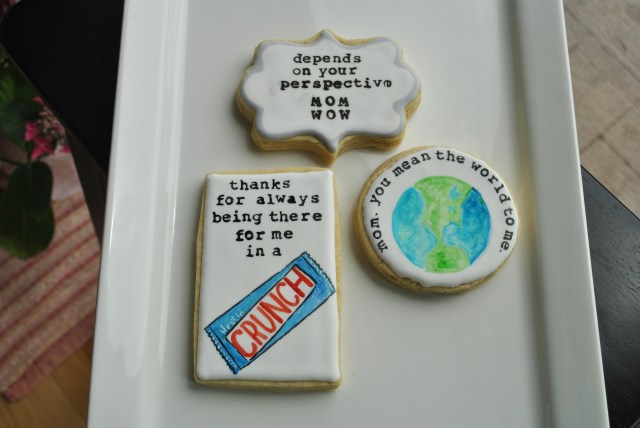 depends
on your
perspective
MOM
WOW
thanks
for always
being there
for me
in a
Nestle
CRUNCH
mom. you mean the world to me.